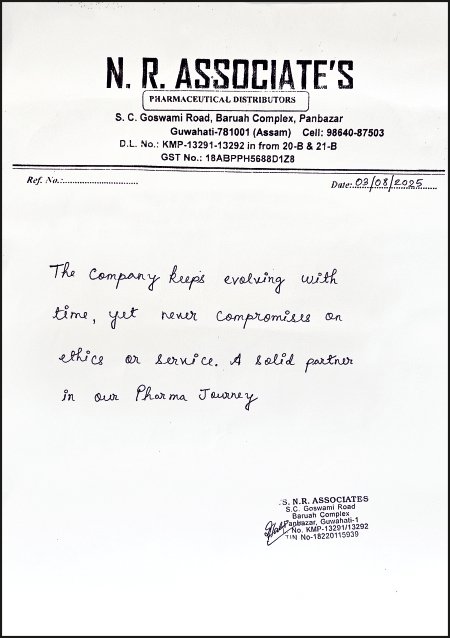 N. R. ASSOCIATE'S
PHARMACEUTICAL DISTRIBUTORS
S. C. Goswami Road, Baruah Complex, Panbazar
Guwahati-781001 (Assam) Cell: 98640-87503
D.L. No.: KMP-13291-13292 in from 20-B & 21-B
GST No.: 18ABPPH5688D1Z8
Ref. No.: Date: 03/08/2025
The Company keeps evolving with
time, yet never compromises on
ethics or service. A solid partner
in our Pharma Journey
S. N.R. ASSOCIATES
S.C. Goswami Road
Baruah Complex
Panbazar, Guwahati-1
No. KMP-13291/13292
TIN No-18220115939